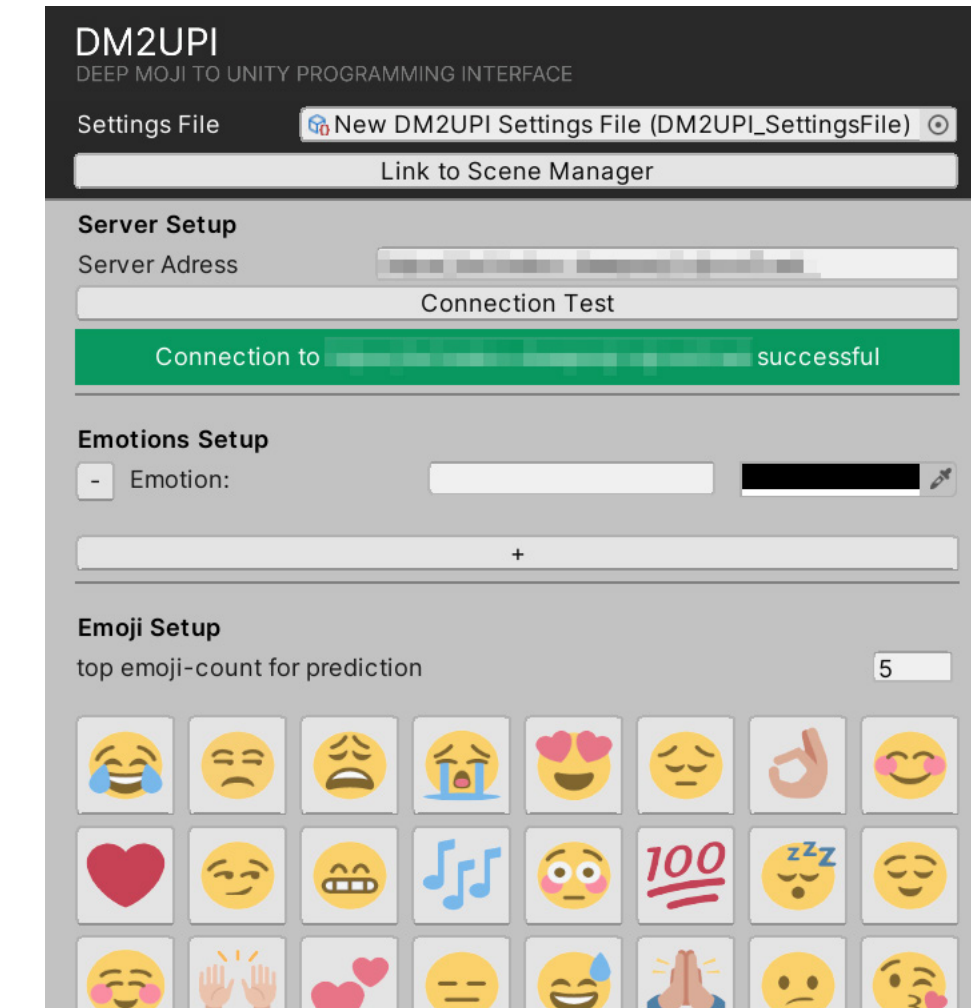 DM2UPI
DEEP MOJI TO UNITY PROGRAMMING INTERFACE
Settings File New DM2UPI Settings File (DM2UPI_SettingsFile)
Link to Scene Manager
Server Setup
Server Adress
Connection Test
Connection to successful
Emotions Setup
- Emotion:
+
Emoji Setup
top emoji-count for prediction 5
100 zzZ